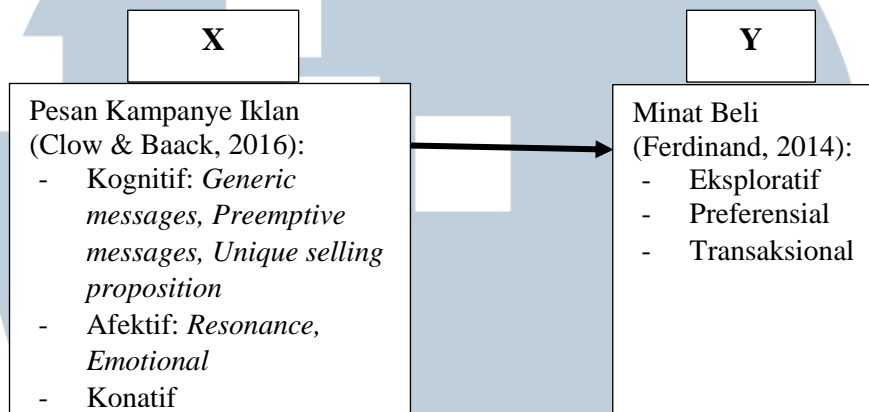 X
Pesan Kampanye Iklan
(Clow & Baack, 2016):
- Kognitif: Generic
messages, Preemptive
messages, Unique selling
proposition
- Afektif: Resonance,
Emotional
- Konatif
Y
Minat Beli
(Ferdinand, 2014):
- Eksploratif
- Preferensial
- Transaksional